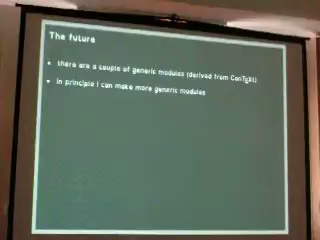 The future
• there are a couple of generic modules (derived from ConTEXt)
• in principle I can make more generic modules